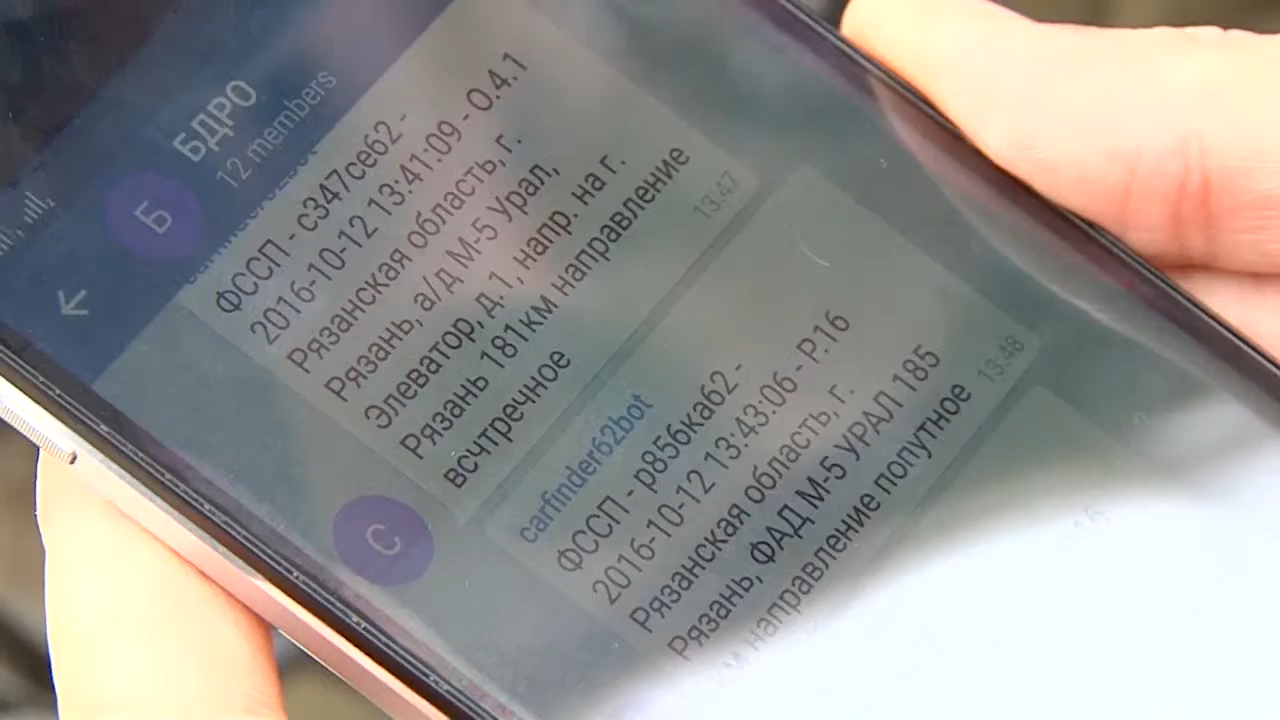 БДРО
12 members
Б
ФССП - с347се62 -
2016-10-12 13:41:09 - 0.4.1
Рязанская область, г.
Рязань, а/д М-5 Урал,
Элеватор, д.1, напр. на г.
Рязань 181км направление
всчтречное
13:47
С
carfinder62bot
ФССП - р856ка62 -
2016-10-12 13:43:06 - Р.16
Рязанская область, г.
Рязань, ФАД М-5 УРАЛ 185
направление попутное
13:48